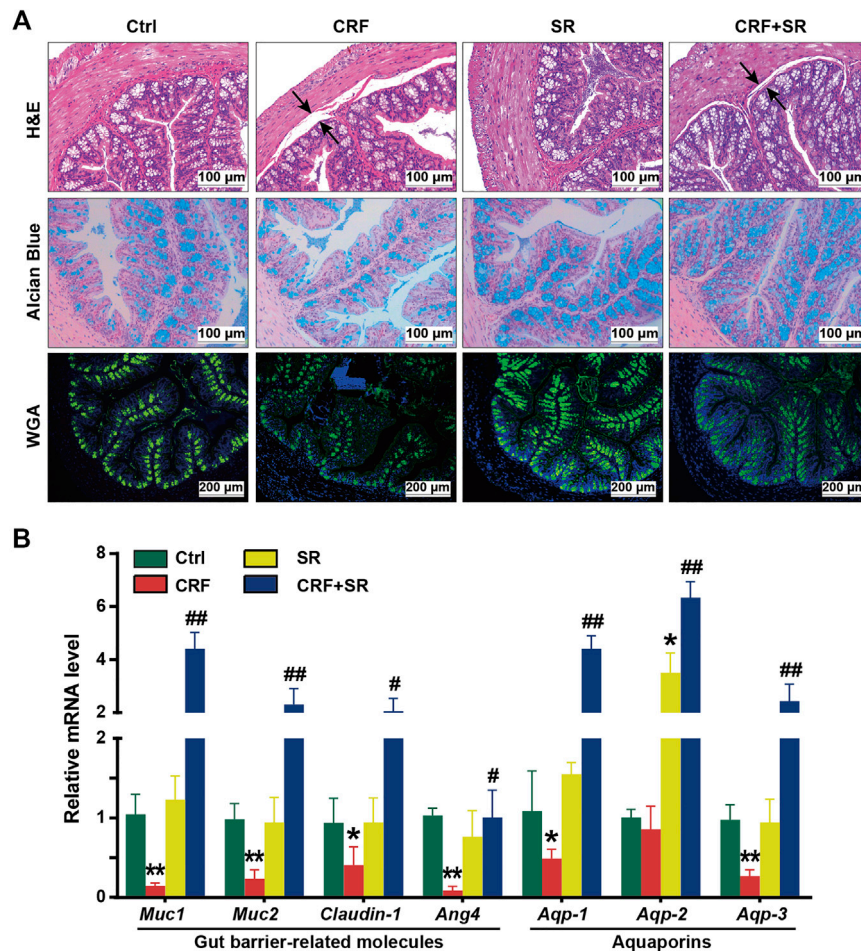 A
Ctrl CRF SR CRF+SR
H&E
100 µm 100 µm 100 µm 100 µm
Alcian Blue
100 µm 100 µm 100 µm 100 µm
WGA
200 µm 200 µm 200 µm 200 µm
B
Ctrl SR
CRF CRF+SR
Relative mRNA level
8
6
4
2
2
1
0
## ## # # ## ## ##
* 
** ** * ** * **
Muc1 Muc2 Claudin-1 Ang4 Aqp-1 Aqp-2 Aqp-3
Gut barrier-related molecules Aquaporins